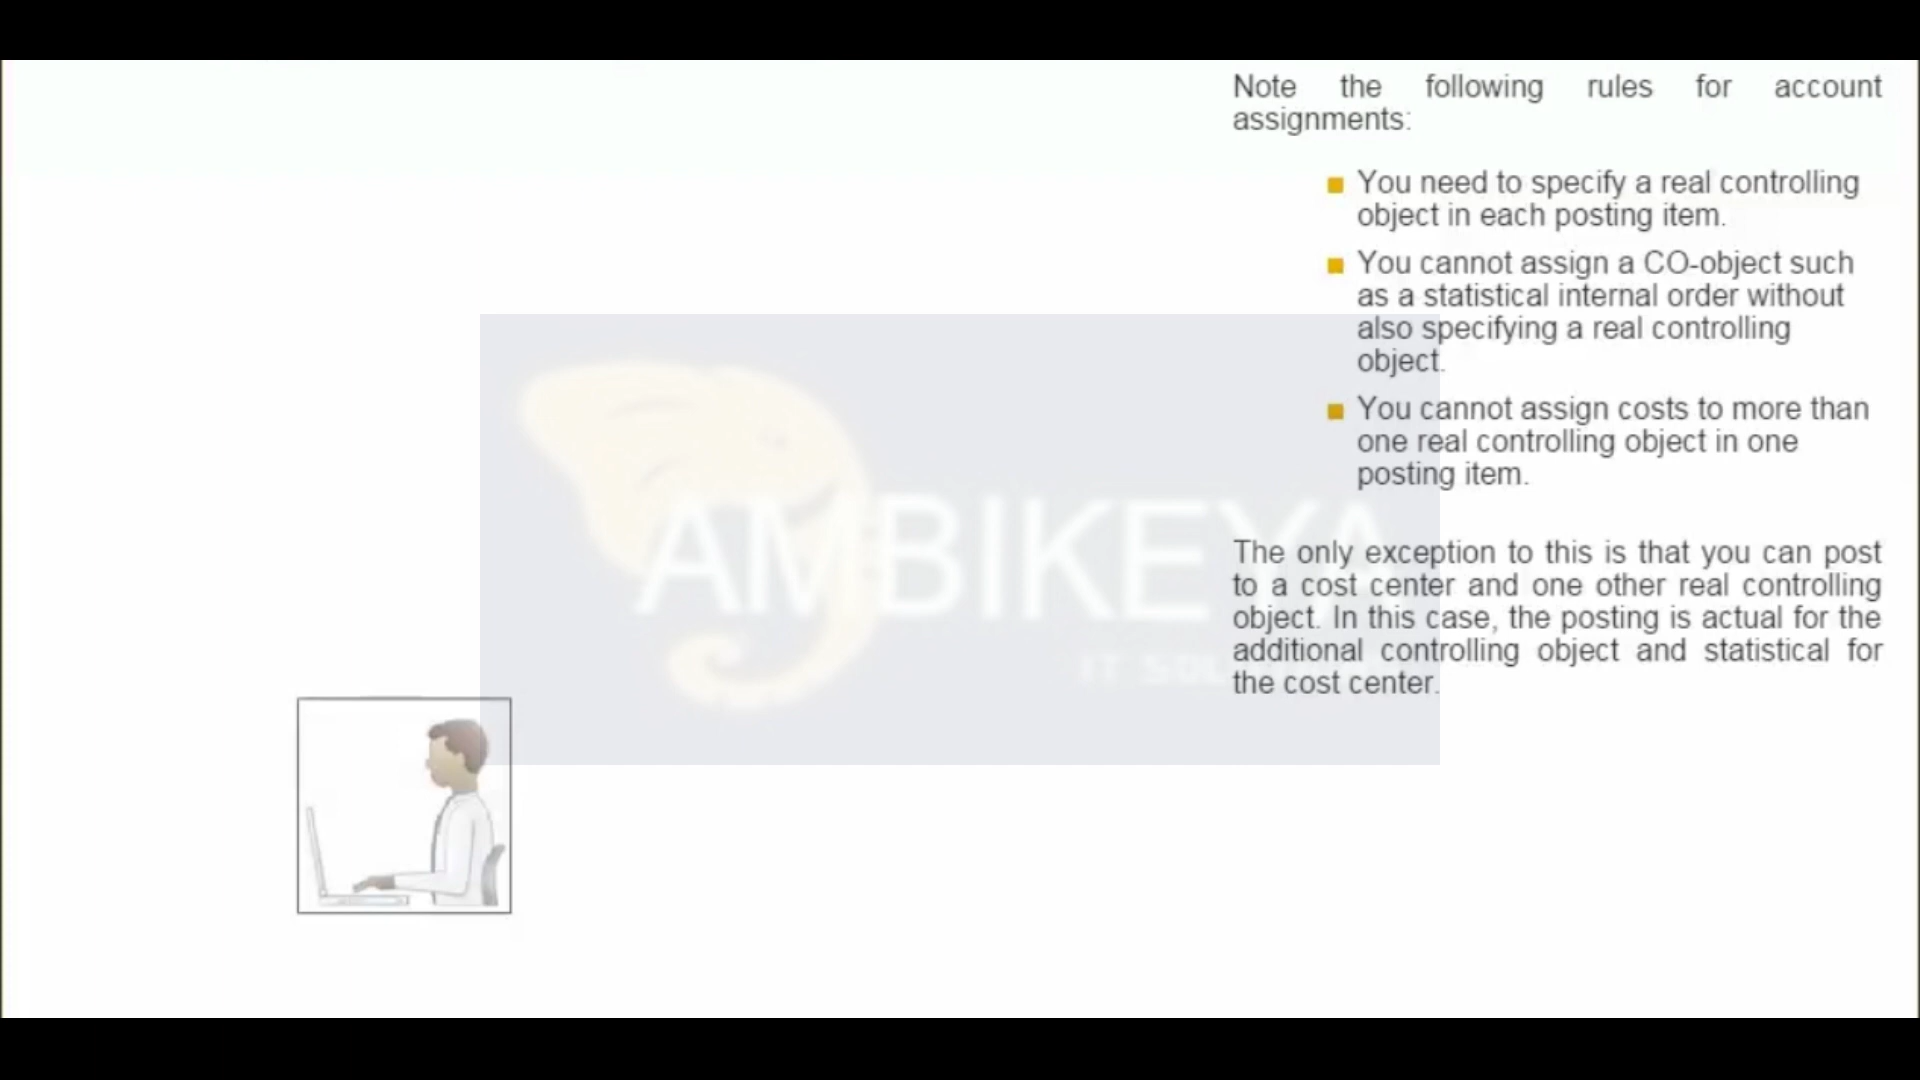 Note the following rules for account
assignments:
You need to specify a real controlling
object in each posting item.
You cannot assign a CO-object such
as a statistical internal order without
also specifying a real controlling
object.
You cannot assign costs to more than
one real controlling object in one
posting item.
The only exception to this is that you can post
to a cost center and one other real controlling
object. In this case, the posting is actual for the
additional controlling object and statistical for
the cost center.
AMBIKEYA
IT